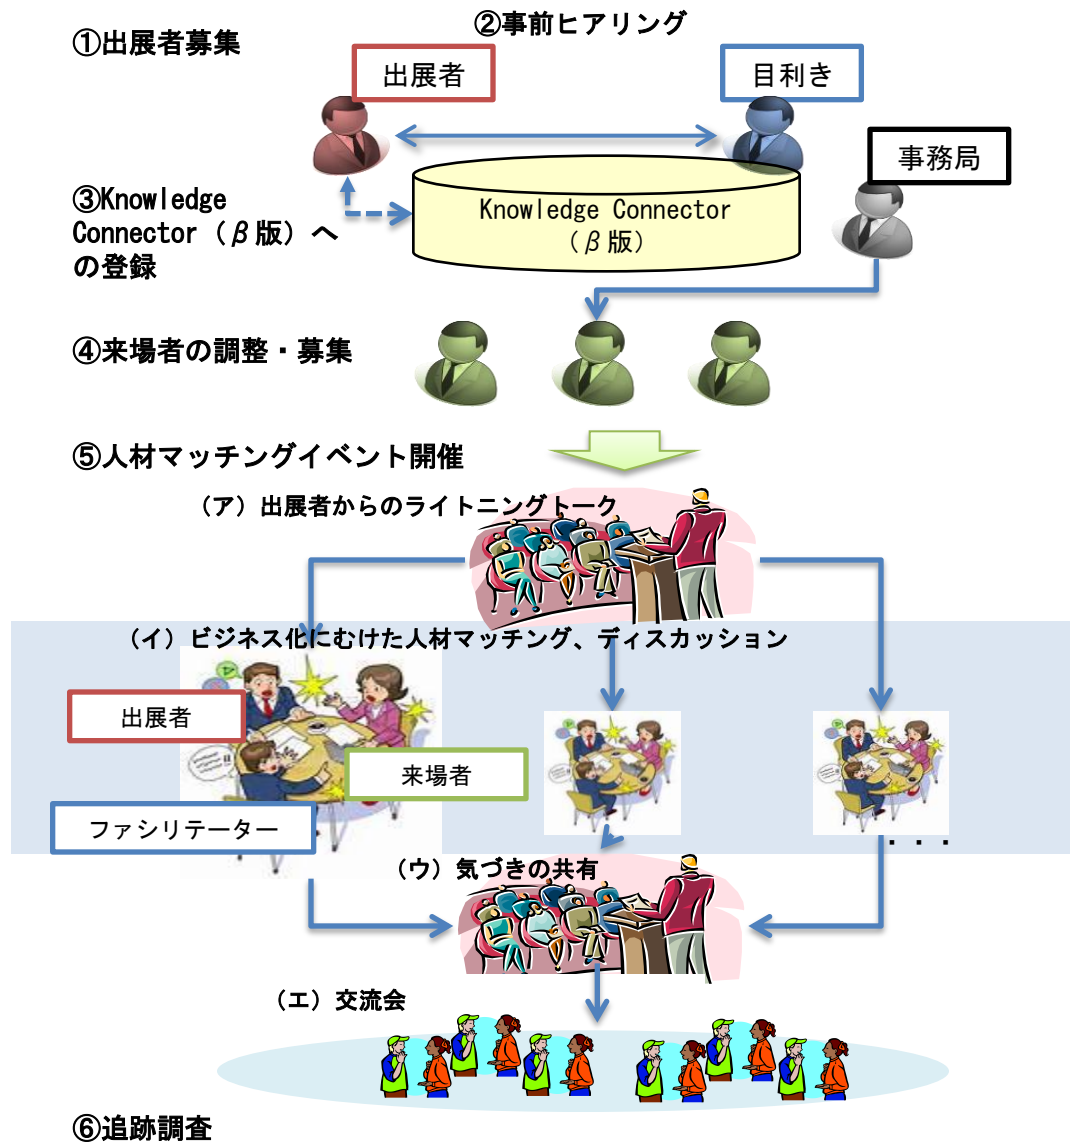 ①出展者募集
②事前ヒアリング
出展者
目利き
事務局
③Knowledge
Connector（β版）へ
の登録
Knowledge Connector
（β版）
④来場者の調整・募集
⑤人材マッチングイベント開催
（ア）出展者からのライトニングトーク
（イ）ビジネス化にむけた人材マッチング、ディスカッション
出展者
来場者
ファシリテーター
・・・
（ウ）気づきの共有
（エ）交流会
⑥追跡調査